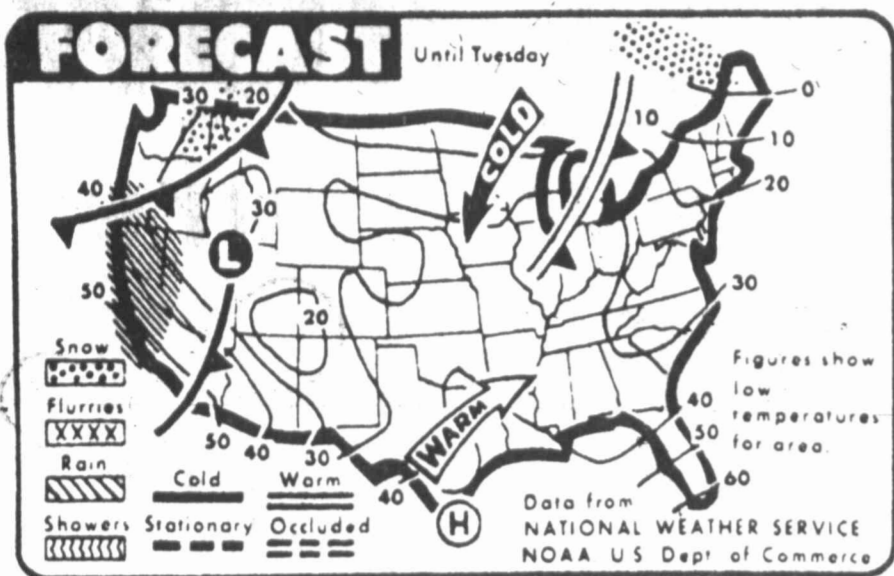 FORECAST
Until Tuesday
30 20
0
10
10
COLD
20
40
30
L
50
20
30
Snow
Figures show
low
temperatures
for area.
Flurries
XXXX
WARM
40
50
50 40 30
60
Rain
Cold Warm
40
H
Data from
Showers Stationary Occluded
NATIONAL WEATHER SERVICE
NOAA US Dept of Commerce